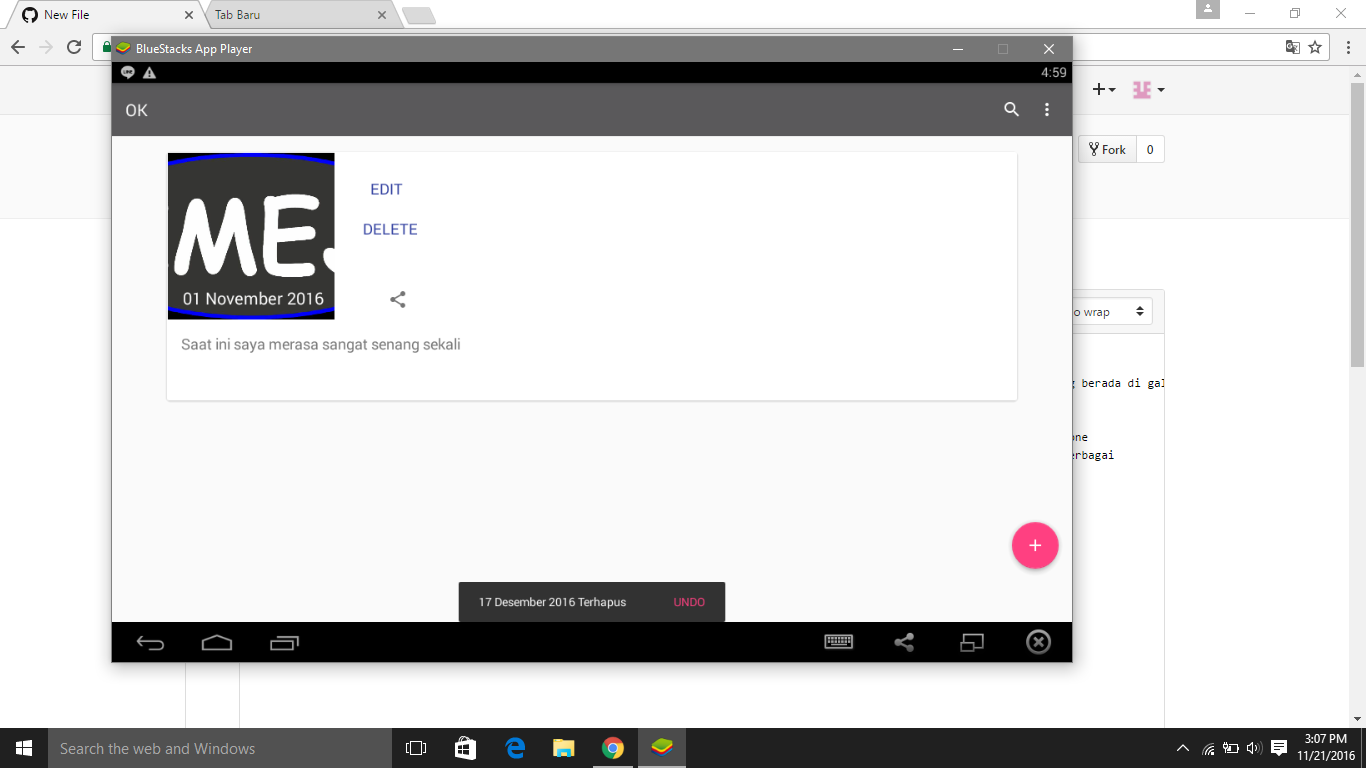 New File
Tab Baru
BlueStacks App Player
4:59
OK
Fork
0
EDIT
DELETE
ME
01 November 2016
Saat ini saya merasa sangat senang sekali
wrap
berada di gal
17 Desember 2016 Terhapus
UNDO
Search the web and Windows
3:07 PM
11/21/2016